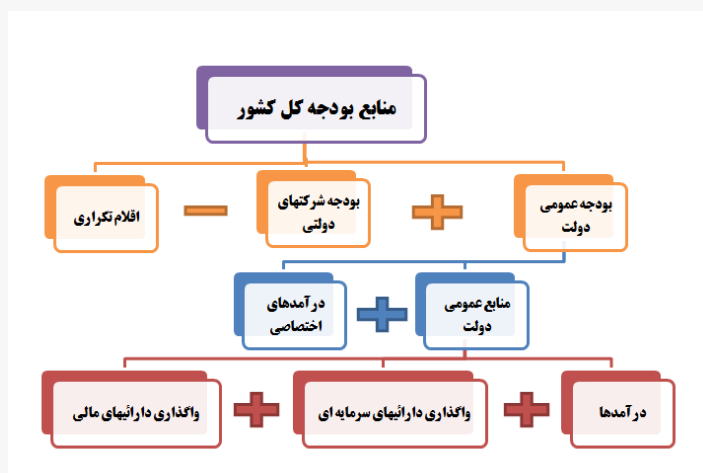 منابع بودجه کل کشور
بودجه عمومی
دولت
بودجه شرکتهای
دولتی
اقلام تکراری
منابع عمومی
دولت
درآمدهای
اختصاصی
درآمدها
واگذاری دارائیهای سرمایه ای
واگذاری دارائیهای مالی